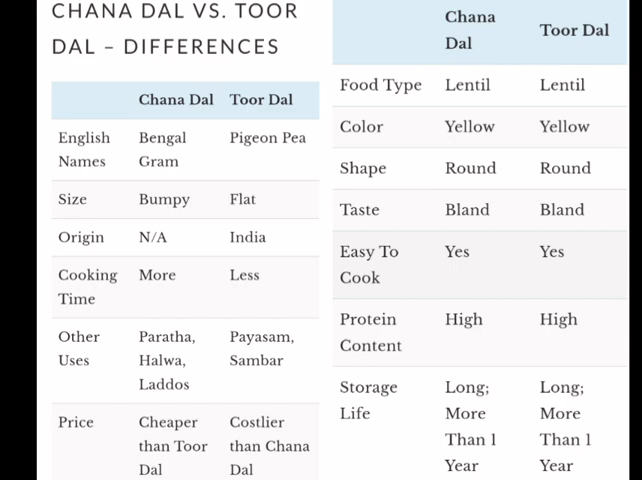 CHANA DAL VS. TOOR
DAL – DIFFERENCES
Chana Dal Toor Dal
English Bengal Pigeon Pea
Names Gram
Size Bumpy Flat
Origin N/A India
Cooking More Less
Time
Other Paratha, Payasam,
Uses Halwa, Sambar
Laddos
Price Cheaper Costlier
than Toor than Chana
Dal Dal
Chana Toor Dal
Dal
Food Type Lentil Lentil
Color Yellow Yellow
Shape Round Round
Taste Bland Bland
Easy To Yes Yes
Cook
Protein High High
Content
Storage Long; Long;
Life More More
Than 1 Than 1
Year Year